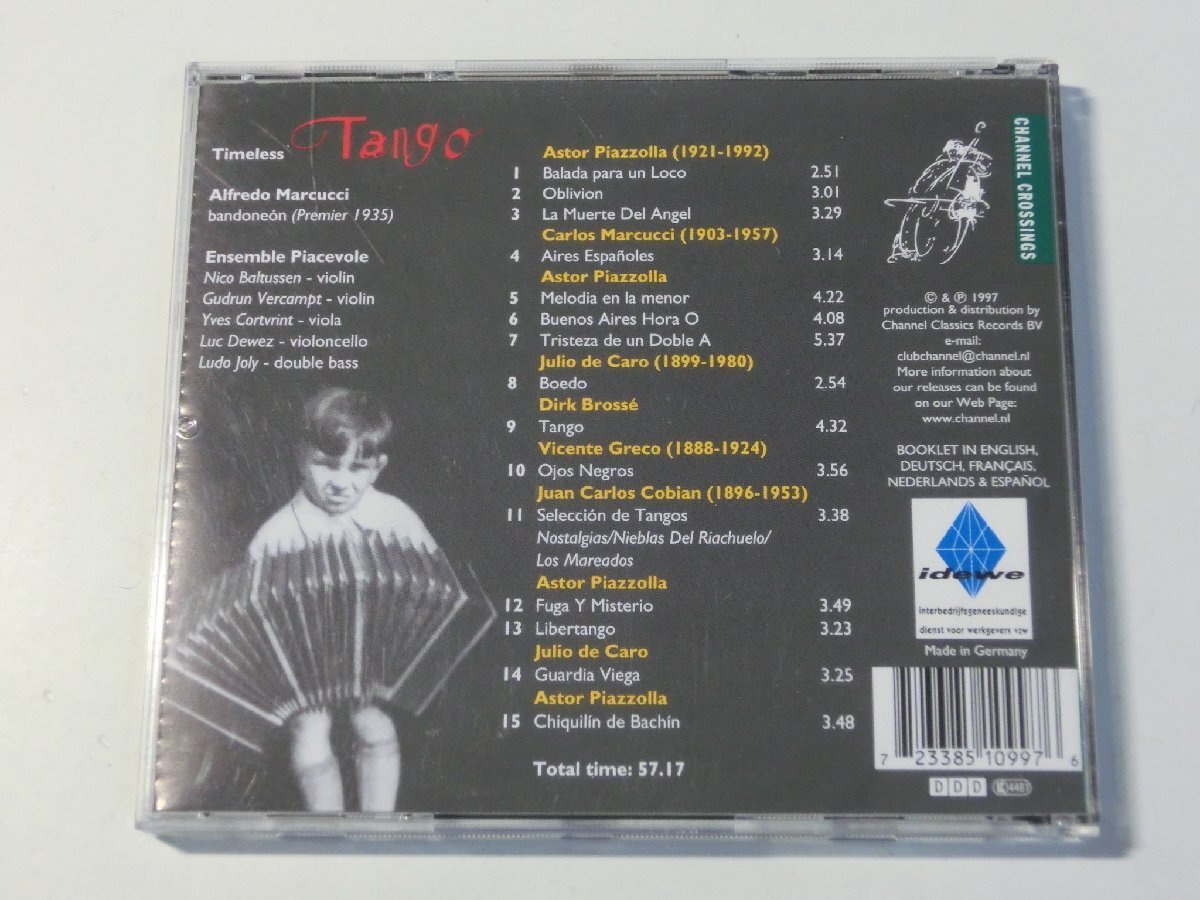 Timeless Tango
Alfredo Marcucci
bandoneón (Premier 1935)
Ensemble Piacevole
Nico Baltussen - violin
Gudrun Vercampt - violin
Yves Cortvrint - viola
Luc Dewez - violoncello
Ludo Joly - double bass
Astor Piazzolla (1921-1992)
1 Balada para un Loco 2.51
2 Oblivion 3.01
3 La Muerte Del Angel 3.29
Carlos Marcucci (1903-1957)
4 Aires Españoles 3.14
Astor Piazzolla
5 Melodía en la menor 4.22
6 Buenos Aires Hora O 4.08
7 Tristeza de un Doble A 5.37
Julio de Caro (1899-1980)
8 Boedo 2.54
Dirk Brossé
9 Tango 4.32
Vicente Greco (1888-1924)
10 Ojos Negros 3.56
Juan Carlos Cobian (1896-1953)
11 Selección de Tangos 3.38
Nostalgias/Nieblas Del Riachuelo/
Los Mareados
Astor Piazzolla
12 Fuga Y Misterio 3.49
13 Libertango 3.23
Julio de Caro
14 Guardia Viega 3.25
Astor Piazzolla
15 Chiquilín de Bachín 3.48
Total time: 57.17
CHANNEL CROSSINGS
© & ℗ 1997
production & distribution by
Channel Classics Records BV
e-mail:
clubchannel@channel.nl
More information about
our releases can be found
on our Web Page:
www.channel.nl
BOOKLET IN ENGLISH,
DEUTSCH, FRANÇAIS,
NEDERLANDS & ESPAÑOL
idewe
interbedrijfsgeneeskundige
dienst voor werkgevers vzw
Made in Germany
7 23385 10997 6
D D D LC 4481